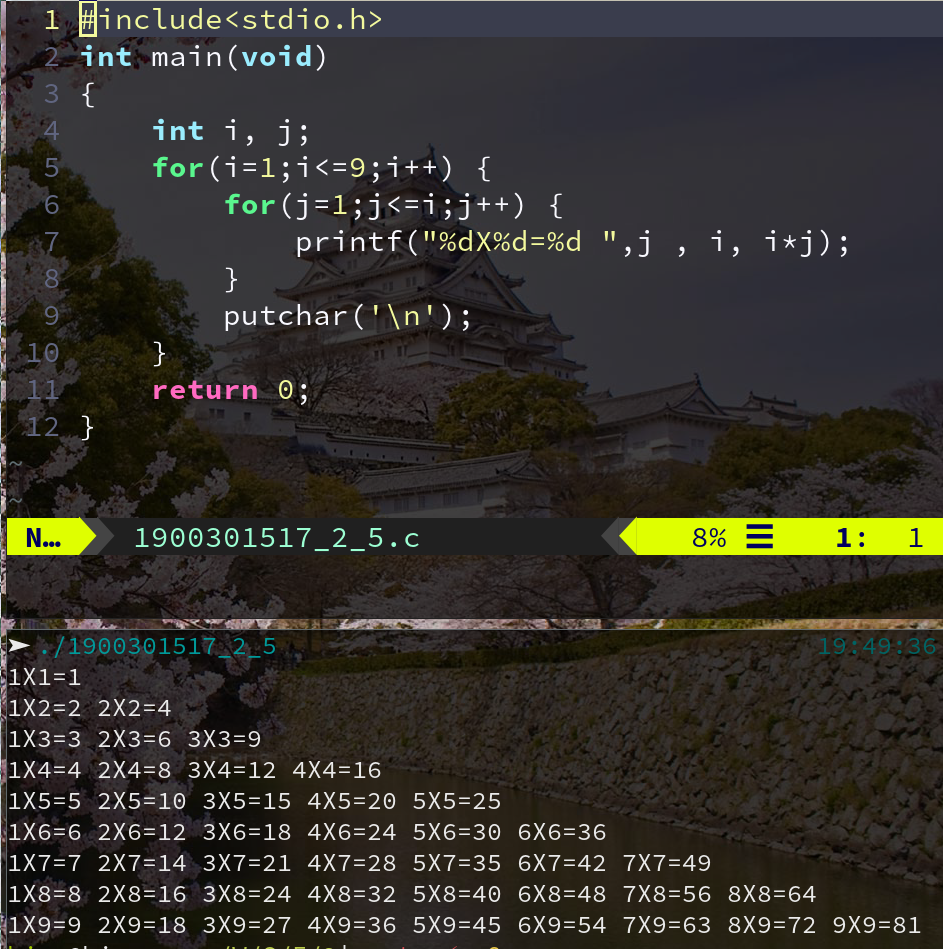 1 #include<stdio.h>
2 int main(void)
3 {
4     int i, j;
5     for(i=1;i<=9;i++) {
6         for(j=1;j<=i;j++) {
7             printf("%dX%d=%d ",j , i, i*j);
8         }
9         putchar('\n');
10     }
11     return 0;
12 }
~
~
N… 1900301517_2_5.c 8% ☰ 1: 1
➤ ./1900301517_2_5 19:49:36
1X1=1
1X2=2 2X2=4
1X3=3 2X3=6 3X3=9
1X4=4 2X4=8 3X4=12 4X4=16
1X5=5 2X5=10 3X5=15 4X5=20 5X5=25
1X6=6 2X6=12 3X6=18 4X6=24 5X6=30 6X6=36
1X7=7 2X7=14 3X7=21 4X7=28 5X7=35 6X7=42 7X7=49
1X8=8 2X8=16 3X8=24 4X8=32 5X8=40 6X8=48 7X8=56 8X8=64
1X9=9 2X9=18 3X9=27 4X9=36 5X9=45 6X9=54 7X9=63 8X9=72 9X9=81